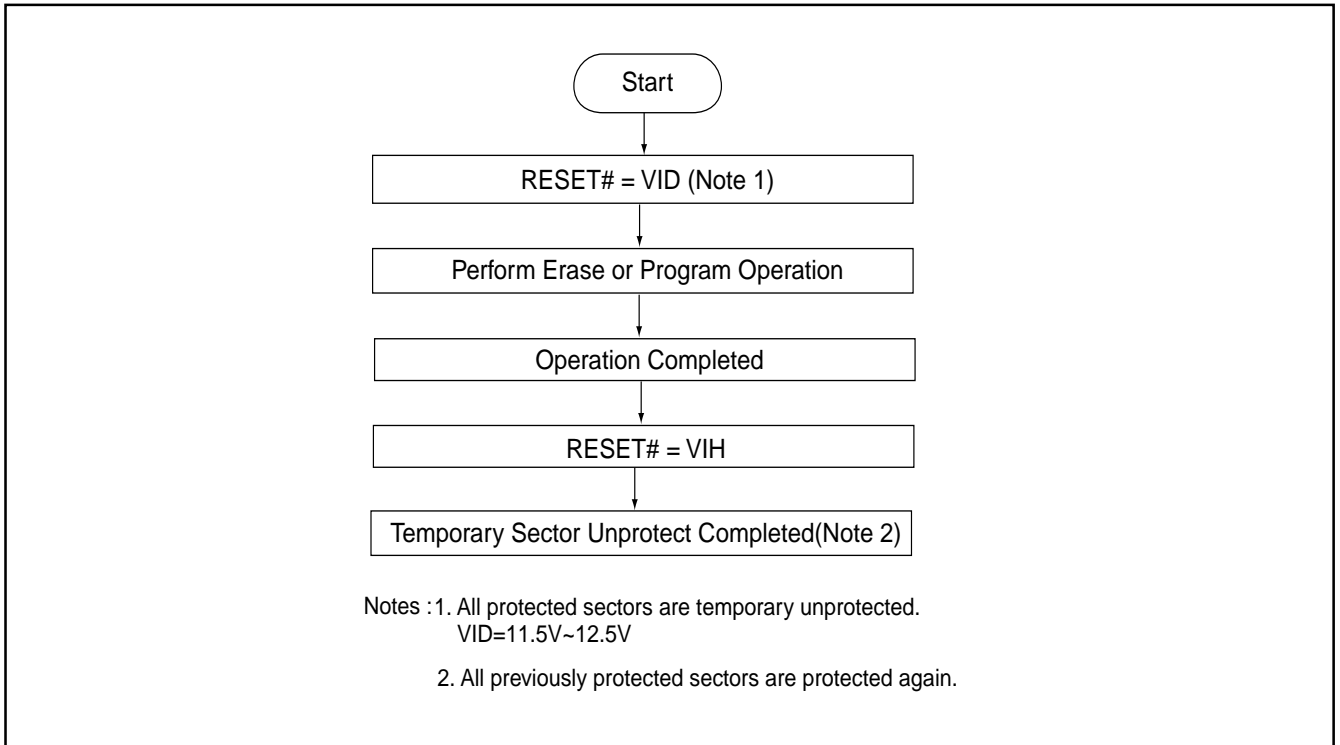 Start
RESET# = VID (Note 1)
Perform Erase or Program Operation
Operation Completed
RESET# = VIH
Temporary Sector Unprotect Completed(Note 2)
Notes :1. All protected sectors are temporary unprotected.
VID=11.5V~12.5V
2. All previously protected sectors are protected again.